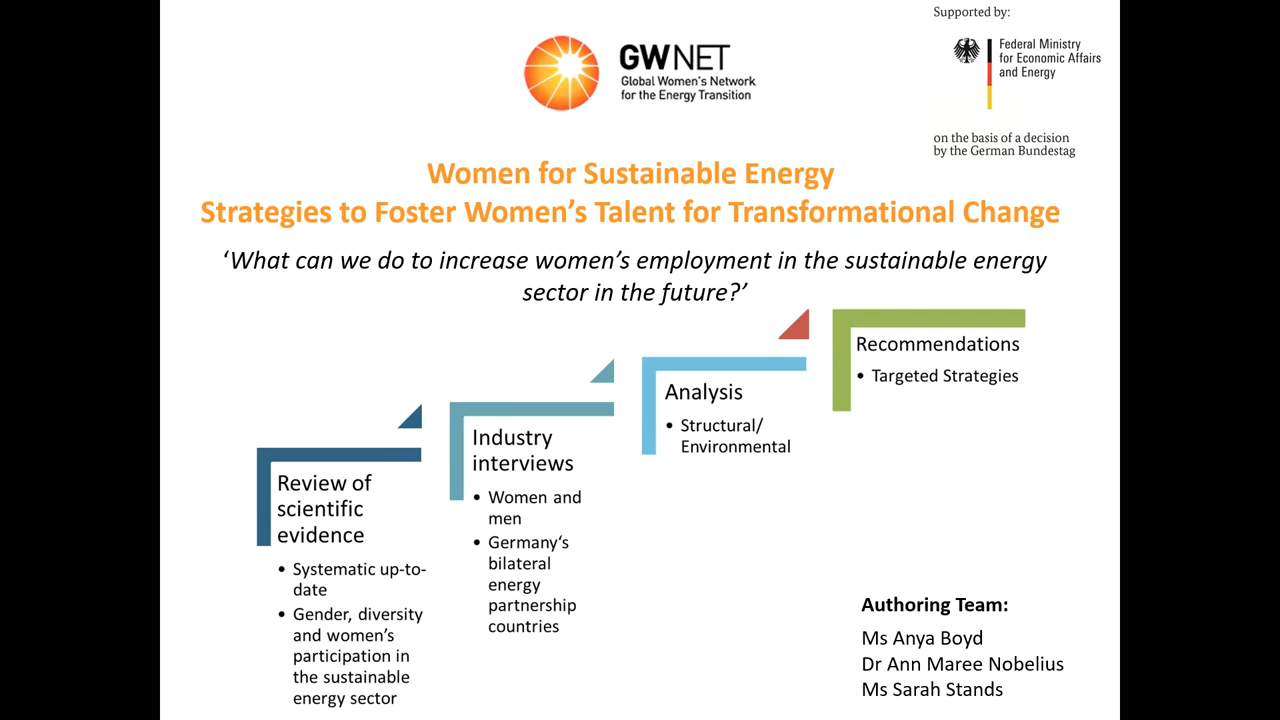 Supported by:
GWNET
Global Women's Network
for the Energy Transition
Federal Ministry
for Economic Affairs
and Energy
on the basis of a decision
by the German Bundestag
Women for Sustainable Energy
Strategies to Foster Women’s Talent for Transformational Change
‘What can we do to increase women’s employment in the sustainable energy
sector in the future?’
Review of
scientific
evidence
• Systematic up-to-
date
• Gender, diversity
and women’s
participation in
the sustainable
energy sector
Industry
interviews
• Women and
men
• Germany‘s
bilateral
energy
partnership
countries
Analysis
• Structural/
Environmental
Recommendations
• Targeted Strategies
Authoring Team:
Ms Anya Boyd
Dr Ann Maree Nobelius
Ms Sarah Stands